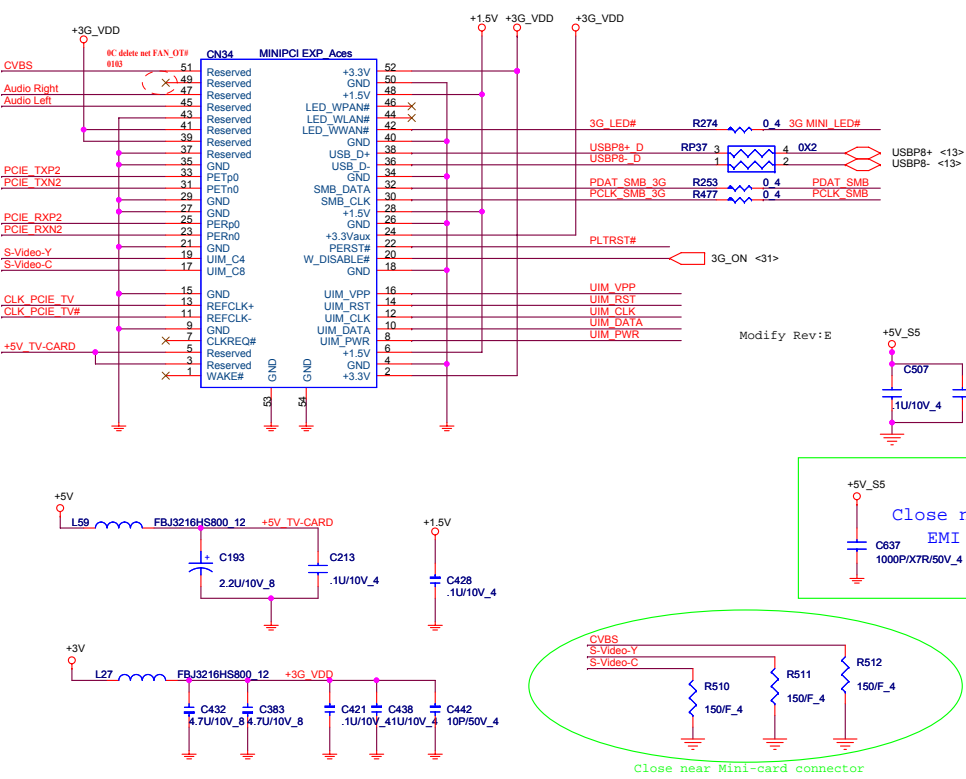 +3G_VDD
0C delete net FAN_OT#
0103
CN34 MINIPCI EXP_Aces
+1.5V +3G_VDD +3G_VDD
CVBS 51 Reserved +3.3V 52
49 Reserved GND 50
Audio Right 47 Reserved +1.5V 48
Audio Left 45 Reserved LED_WPAN# 46
43 Reserved LED_WLAN# 44
41 Reserved LED_WWAN# 42 3G_LED# R274 0_4 3G MINI_LED#
39 Reserved GND 40
37 Reserved USB_D+ 38 USBP8+_D RP37 3 4 0X2 USBP8+ <13>
35 GND USB_D- 36 USBP8-_D 1 2 USBP8- <13>
PCIE_TXP2 33 PETp0 GND 34
PCIE_TXN2 31 PETn0 SMB_DATA 32 PDAT_SMB_3G R253 0_4 PDAT_SMB
29 GND SMB_CLK 30 PCLK_SMB_3G R477 0_4 PCLK_SMB
27 GND +1.5V 28
PCIE_RXP2 25 PERp0 GND 26
PCIE_RXN2 23 PERn0 +3.3Vaux 24
21 GND PERST# 22 PLTRST#
S-Video-Y 19 UIM_C4 W_DISABLE# 20 3G_ON <31>
S-Video-C 17 UIM_C8 GND 18
15 GND UIM_VPP 16 UIM_VPP
CLK_PCIE_TV 13 REFCLK+ UIM_RST 14 UIM_RST
CLK_PCIE_TV# 11 REFCLK- UIM_CLK 12 UIM_CLK
9 GND UIM_DATA 10 UIM_DATA
7 CLKREQ# UIM_PWR 8 UIM_PWR
+5V_TV-CARD 5 Reserved +1.5V 6
3 Reserved GND 4
1 WAKE# +3.3V 2
GND GND
53 54
Modify Rev:E
+5V_S5
C507
.1U/10V_4
+5V_S5
Close
EMI
C637
1000P/X7R/50V_4
+5V
L59 FBJ3216HS800_12 +5V_TV-CARD
C193
2.2U/10V_8
C213
.1U/10V_4
+1.5V
C428
.1U/10V_4
+3V
L27 FBJ3216HS800_12 +3G_VDD
C432 C383 C421 C438 C442
4.7U/10V_8 4.7U/10V_8 .1U/10V_4 1U/10V_4 10P/50V_4
CVBS
S-Video-Y
S-Video-C
R510
150/F_4
R511
150/F_4
R512
150/F_4
Close near Mini-card connector